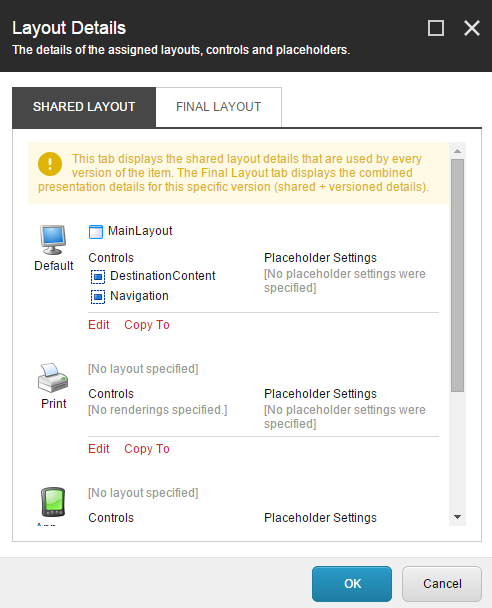 Layout Details
The details of the assigned layouts, controls and placeholders.
SHARED LAYOUT
FINAL LAYOUT
This tab displays the shared layout details that are used by every
version of the item. The Final Layout tab displays the combined
presentation details for this specific version (shared + versioned details).
Default
MainLayout
Controls
DestinationContent
Navigation
Placeholder Settings
[No placeholder settings were
specified]
Edit
Copy To
Print
[No layout specified]
Controls
[No renderings specified.]
Placeholder Settings
[No placeholder settings were
specified]
Edit
Copy To
[No layout specified]
Controls
Placeholder Settings
OK
Cancel